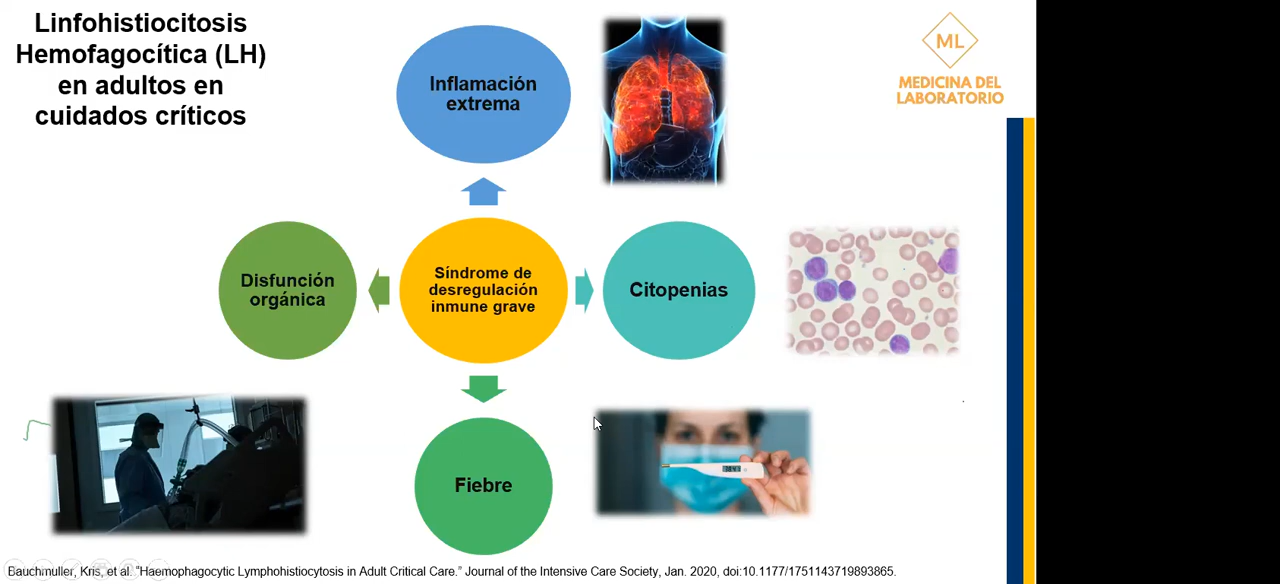 Linfohistiocitosis
Hemofagocítica (LH)
en adultos en
cuidados críticos
ML
MEDICINA DEL
LABORATORIO
Inflamación
extrema
Disfunción
orgánica
Síndrome de
desregulación
inmune grave
Citopenias
Fiebre
Bauchmuller, Kris, et al. “Haemophagocytic Lymphohistiocytosis in Adult Critical Care.” Journal of the Intensive Care Society, Jan. 2020, doi:10.1177/1751143719893865.